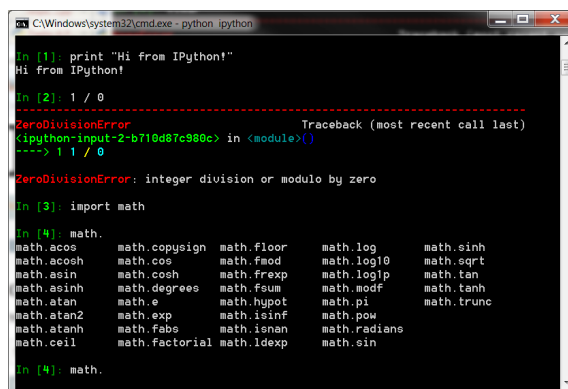 C:\Windows\system32\cmd.exe - python ipython
In [1]: print "Hi from IPython!"
Hi from IPython!
In [2]: 1 / 0
---------------------------------------------------------------------------
ZeroDivisionError                         Traceback (most recent call last)
<ipython-input-2-b710d87c980c> in <module>()
----> 1 1 / 0
ZeroDivisionError: integer division or modulo by zero
In [3]: import math
In [4]: math.
math.acos      math.copysign  math.floor     math.log       math.sinh
math.acosh     math.cos       math.fmod      math.log10     math.sqrt
math.asin      math.cosh      math.frexp     math.log1p     math.tan
math.asinh     math.degrees   math.fsum      math.modf      math.tanh
math.atan      math.e         math.hypot     math.pi        math.trunc
math.atan2     math.exp       math.isinf     math.pow
math.atanh     math.fabs      math.isnan     math.radians
math.ceil      math.factorial math.ldexp     math.sin
In [4]: math.